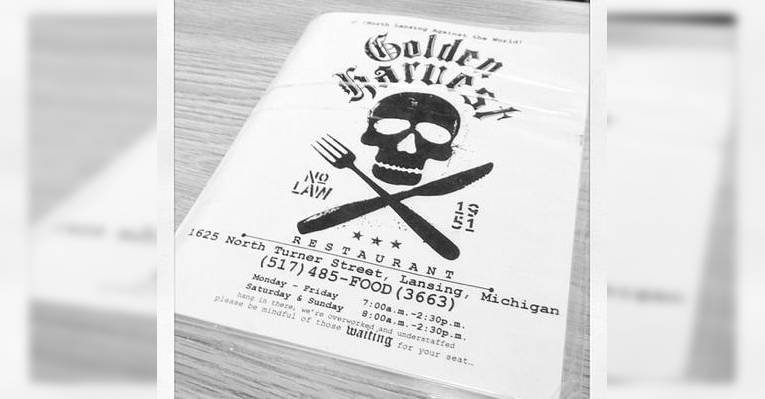 (North Lansing Against the World)
Golden
Harvest
No
LAW
19
51
RESTAURANT
1625 North Turner Street, Lansing, Michigan
(517)485-FOOD(3663)
Monday - Friday 7:00a.m.-2:30p.m.
Saturday & Sunday 8:00a.m.-2:30p.m.
hang in there, we're overworked and understaffed
please be mindful of those waiting for your seat…